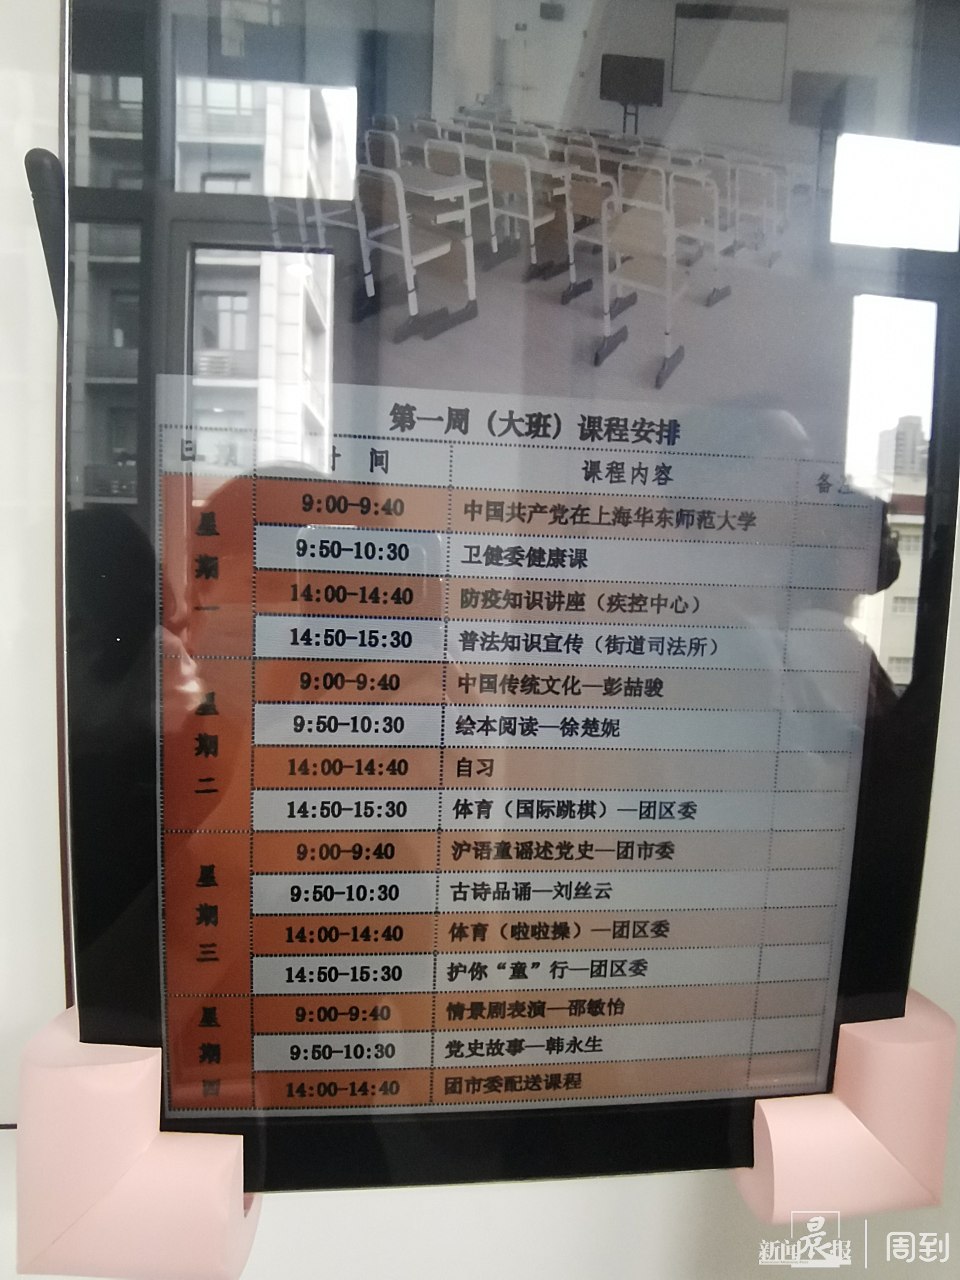 第一周（大班）课程安排
时 间 课程内容 备注
星期一
9:00-9:40 中国共产党在上海华东师范大学
9:50-10:30 卫健委健康课
14:00-14:40 防疫知识讲座（疾控中心）
14:50-15:30 普法知识宣传（街道司法所）
星期二
9:00-9:40 中国传统文化—彭喆骏
9:50-10:30 绘本阅读—徐楚妮
14:00-14:40 自习
14:50-15:30 体育（国际跳棋）—团区委
星期三
9:00-9:40 沪语童谣述党史—团市委
9:50-10:30 古诗品诵—刘丝云
14:00-14:40 体育（啦啦操）—团区委
14:50-15:30 护你“童”行—团区委
星期四
9:00-9:40 情景剧表演—邵敏怡
9:50-10:30 党史故事—韩永生
14:00-14:40 团市委配送课程
新闻晨报 周到